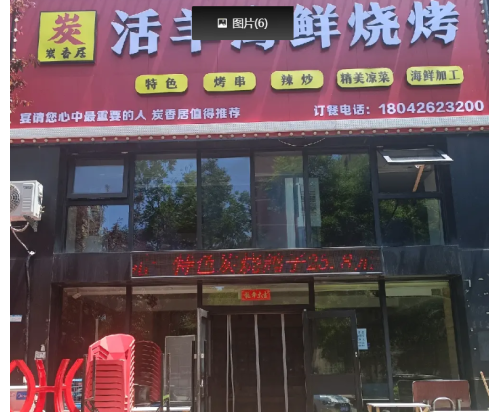 图片(6)
炭
炭香居
活羊海鲜烧烤
特色 烤串 辣炒 精美凉菜 海鲜加工
宴请您心中最重要的人 炭香居值得推荐
订餐电话：18042623200